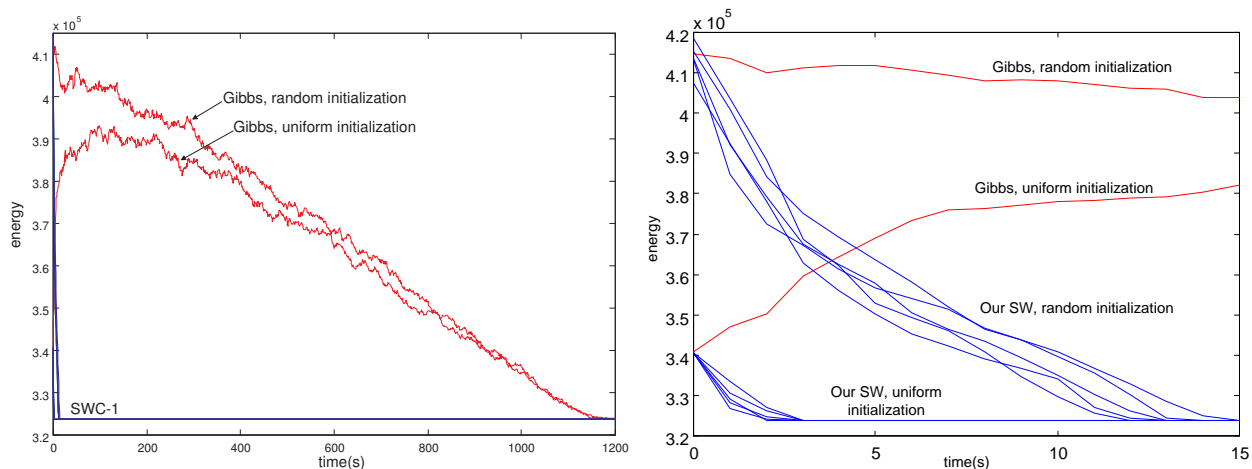 x 10⁵
4.1
4
3.9
3.8
3.7
3.6
3.5
3.4
3.3
3.2
energy
Gibbs, random initialization
Gibbs, uniform initialization
SWC-1
0
200
400
600
800
1000
1200
time(s)
x 10⁵
4.2
4.1
4
3.9
3.8
3.7
3.6
3.5
3.4
3.3
3.2
energy
Gibbs, random initialization
Gibbs, uniform initialization
Our SW, random initialization
Our SW, uniform
initialization
0
5
10
15
time(s)